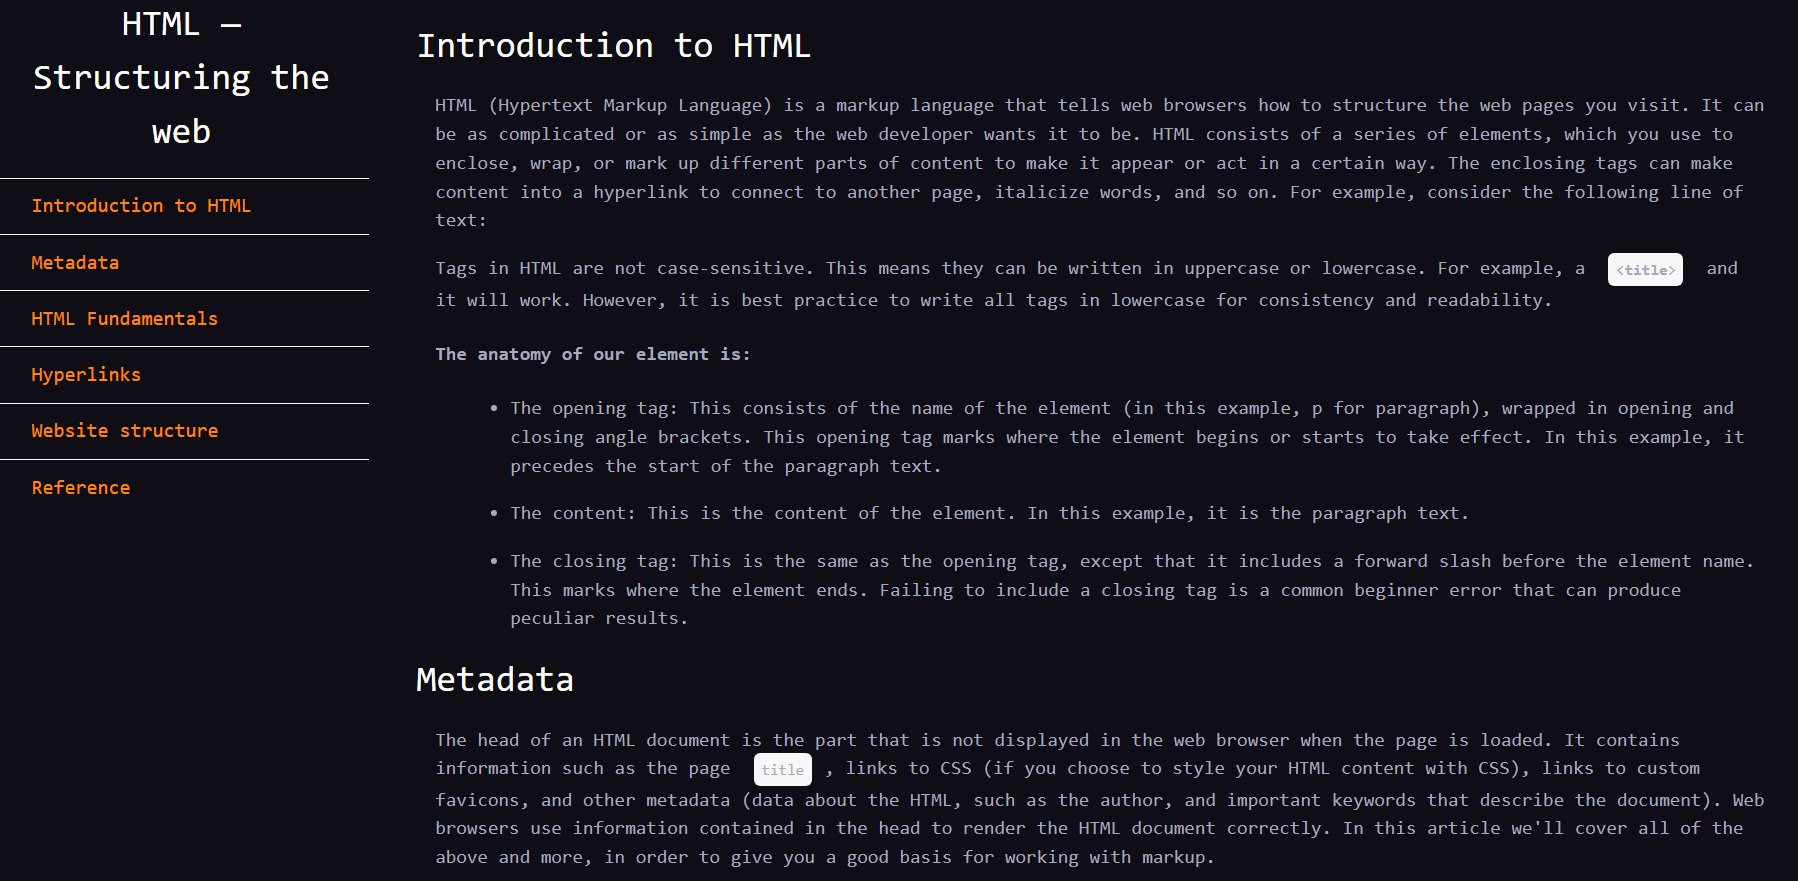 HTML —
Structuring the
web
Introduction to HTML
Metadata
HTML Fundamentals
Hyperlinks
Website structure
Reference
Introduction to HTML
HTML (Hypertext Markup Language) is a markup language that tells web browsers how to structure the web pages you visit. It can
be as complicated or as simple as the web developer wants it to be. HTML consists of a series of elements, which you use to
enclose, wrap, or mark up different parts of content to make it appear or act in a certain way. The enclosing tags can make
content into a hyperlink to connect to another page, italicize words, and so on. For example, consider the following line of
text:
Tags in HTML are not case-sensitive. This means they can be written in uppercase or lowercase. For example, a <title> and
it will work. However, it is best practice to write all tags in lowercase for consistency and readability.
The anatomy of our element is:
• The opening tag: This consists of the name of the element (in this example, p for paragraph), wrapped in opening and
closing angle brackets. This opening tag marks where the element begins or starts to take effect. In this example, it
precedes the start of the paragraph text.
• The content: This is the content of the element. In this example, it is the paragraph text.
• The closing tag: This is the same as the opening tag, except that it includes a forward slash before the element name.
This marks where the element ends. Failing to include a closing tag is a common beginner error that can produce
peculiar results.
Metadata
The head of an HTML document is the part that is not displayed in the web browser when the page is loaded. It contains
information such as the page title , links to CSS (if you choose to style your HTML content with CSS), links to custom
favicons, and other metadata (data about the HTML, such as the author, and important keywords that describe the document). Web
browsers use information contained in the head to render the HTML document correctly. In this article we'll cover all of the
above and more, in order to give you a good basis for working with markup.